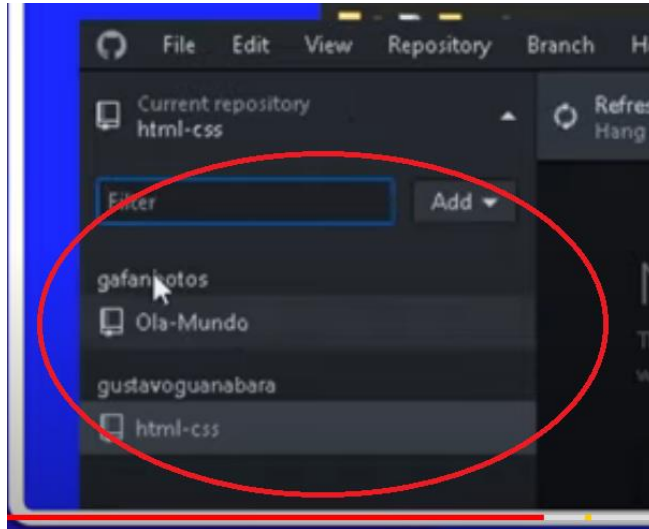 File Edit View Repository Branch H
Current repository
html-css
Refres
Hang
Filter
Add
gafanhotos
Ola-Mundo
gustavoguanabara
html-css